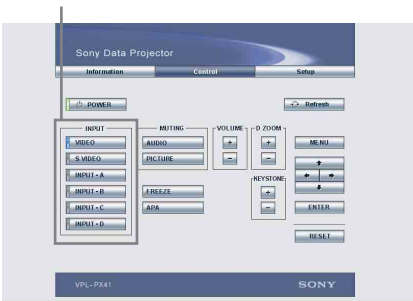 Sony Data Projector
Information Control Setup
POWER Refresh
INPUT MUTING VOLUME D ZOOM
VIDEO AUDIO + + MENU
S VIDEO PICTURE − −
INPUT - A KEYSTONE
INPUT - B FREEZE +
INPUT - C APA − ENTER
INPUT - D
RESET
VPL - PX41 SONY